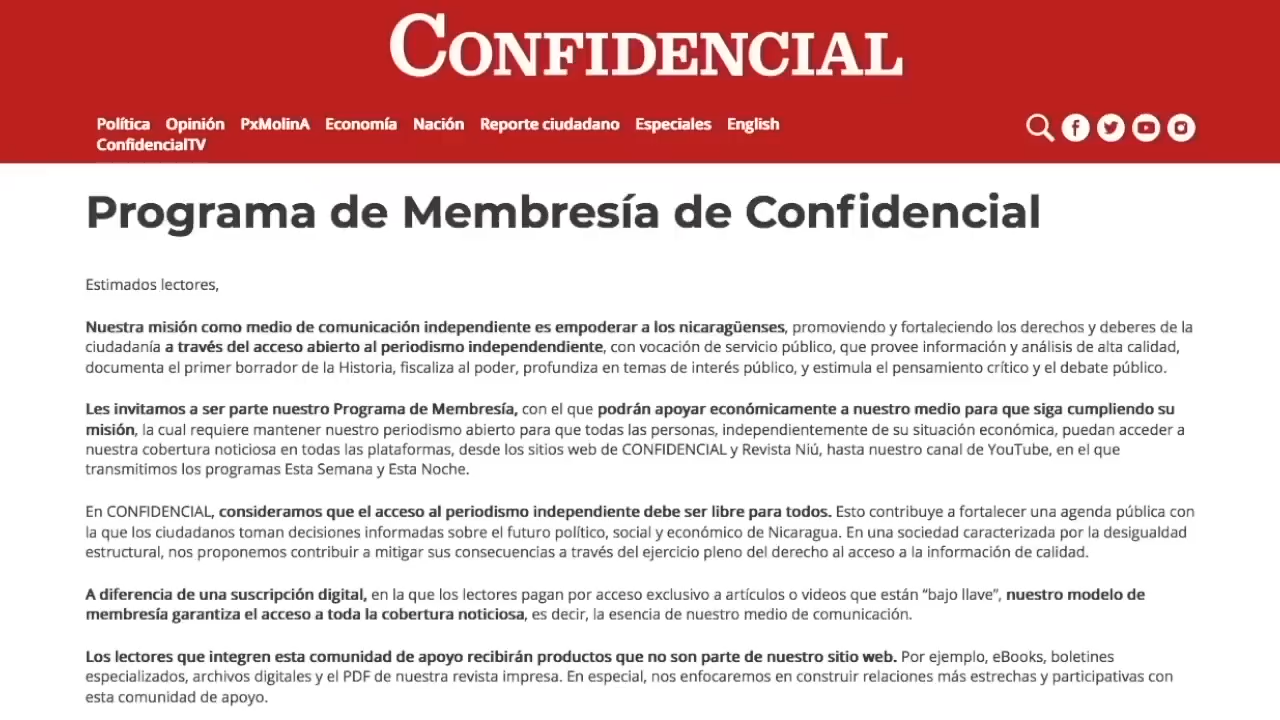 CONFIDENCIAL
Política Opinión PxMolinA Economía Nación Reporte ciudadano Especiales English
ConfidencialTV
Programa de Membresía de Confidencial
Estimados lectores,
Nuestra misión como medio de comunicación independiente es empoderar a los nicaragüenses, promoviendo y fortaleciendo los derechos y deberes de la
ciudadanía a través del acceso abierto al periodismo independendiente, con vocación de servicio público, que provee información y análisis de alta calidad,
documenta el primer borrador de la Historia, fiscaliza al poder, profundiza en temas de interés público, y estimula el pensamiento crítico y el debate público.
Les invitamos a ser parte nuestro Programa de Membresía, con el que podrán apoyar económicamente a nuestro medio para que siga cumpliendo su
misión, la cual requiere mantener nuestro periodismo abierto para que todas las personas, independientemente de su situación económica, puedan acceder a
nuestra cobertura noticiosa en todas las plataformas, desde los sitios web de CONFIDENCIAL y Revista Niú, hasta nuestro canal de YouTube, en el que
transmitimos los programas Esta Semana y Esta Noche.
En CONFIDENCIAL, consideramos que el acceso al periodismo independiente debe ser libre para todos. Esto contribuye a fortalecer una agenda pública con
la que los ciudadanos toman decisiones informadas sobre el futuro político, social y económico de Nicaragua. En una sociedad caracterizada por la desigualdad
estructural, nos proponemos contribuir a mitigar sus consecuencias a través del ejercicio pleno del derecho al acceso a la información de calidad.
A diferencia de una suscripción digital, en la que los lectores pagan por acceso exclusivo a artículos o videos que están “bajo llave”, nuestro modelo de
membresía garantiza el acceso a toda la cobertura noticiosa, es decir, la esencia de nuestro medio de comunicación.
Los lectores que integren esta comunidad de apoyo recibirán productos que no son parte de nuestro sitio web. Por ejemplo, eBooks, boletines
especializados, archivos digitales y el PDF de nuestra revista impresa. En especial, nos enfocaremos en construir relaciones más estrechas y participativas con
esta comunidad de apoyo.